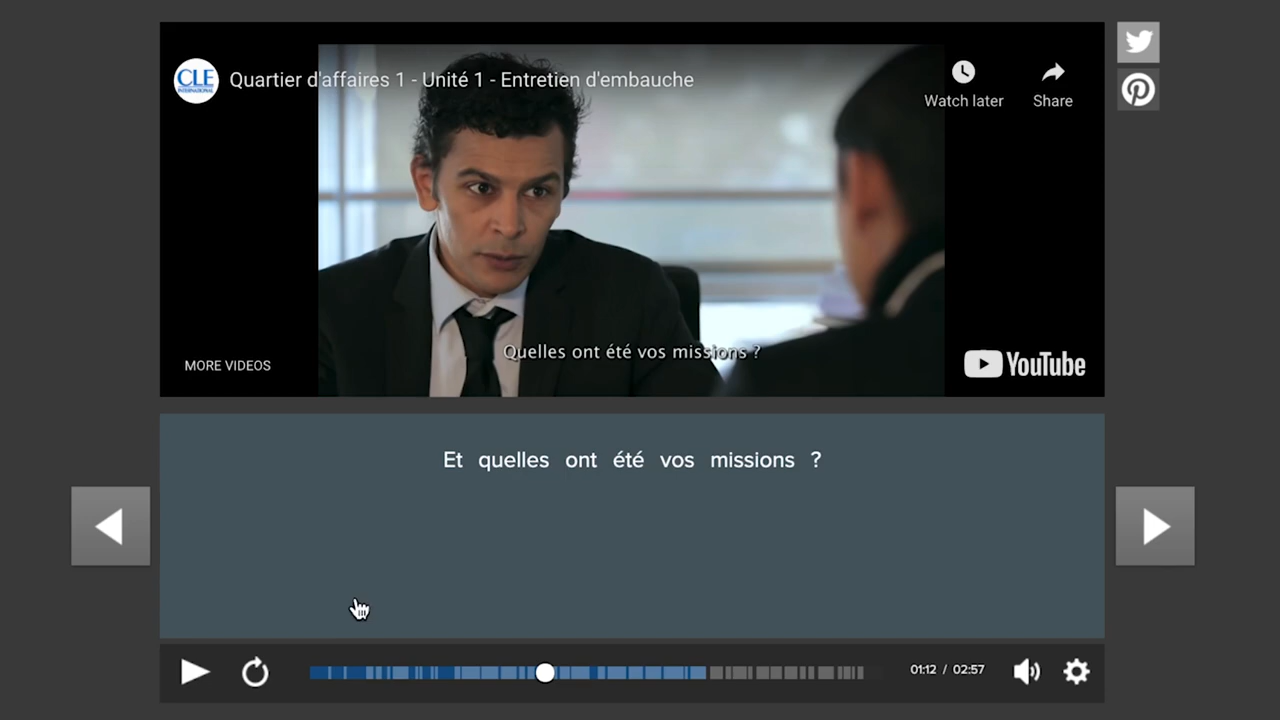 CLE
INTERNATIONAL
Quartier d'affaires 1 - Unité 1 - Entretien d'embauche
Watch later
Share
Quelles ont été vos missions ?
MORE VIDEOS
YouTube
Et quelles ont été vos missions ?
01:12 / 02:57